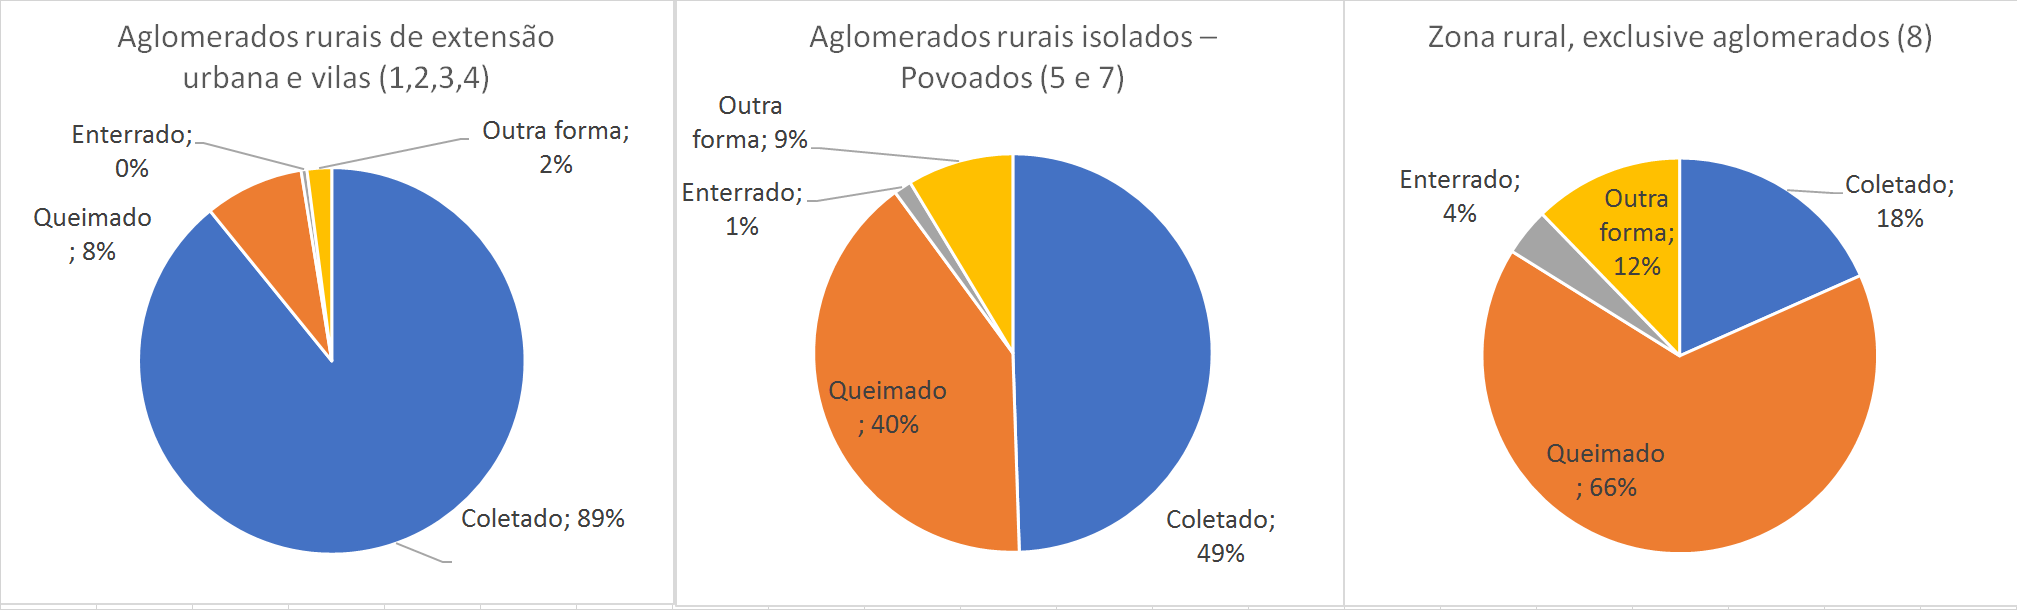 Aglomerados rurais de extensão
urbana e vilas (1,2,3,4)
Enterrado;
0%
Outra forma;
2%
Queimado
; 8%
Coletado; 89%
Aglomerados rurais isolados –
Povoados (5 e 7)
Outra
forma; 9%
Enterrado;
1%
Queimado
; 40%
Coletado;
49%
Zona rural, exclusive aglomerados (8)
Enterrado;
4%
Outra
forma;
12%
Coletado;
18%
Queimado
; 66%